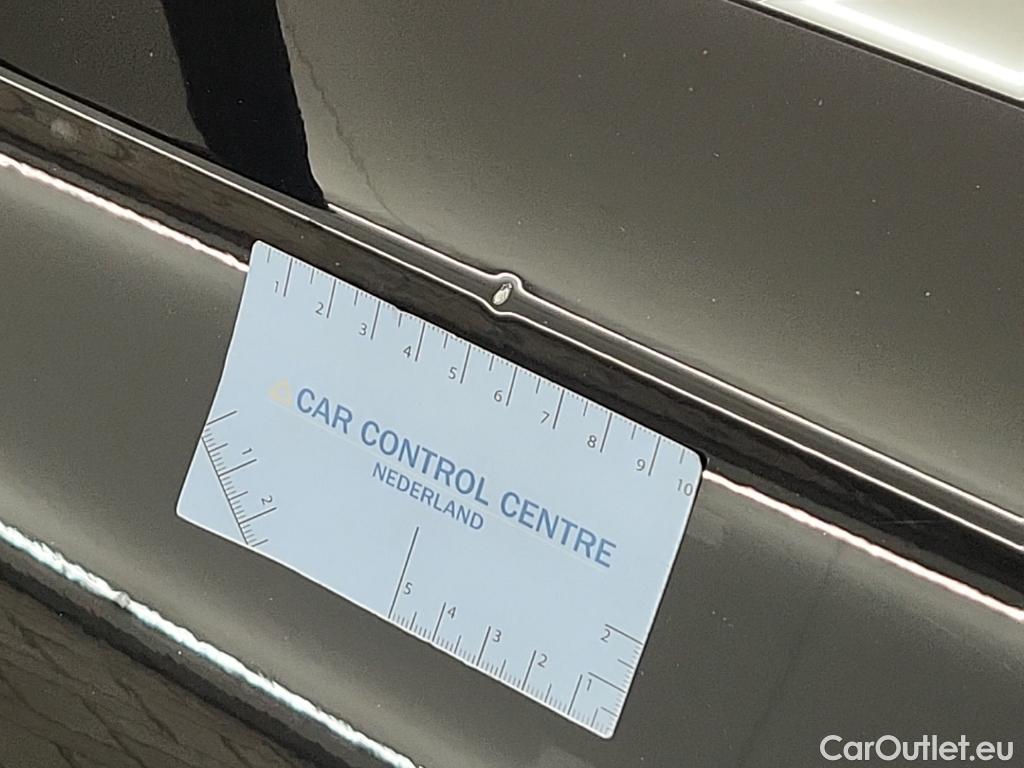 1 2 3 4 5 6 7 8 9 10
CAR CONTROL CENTRE
NEDERLAND
1 2
5 4 3 2 1
2
CarOutlet.eu